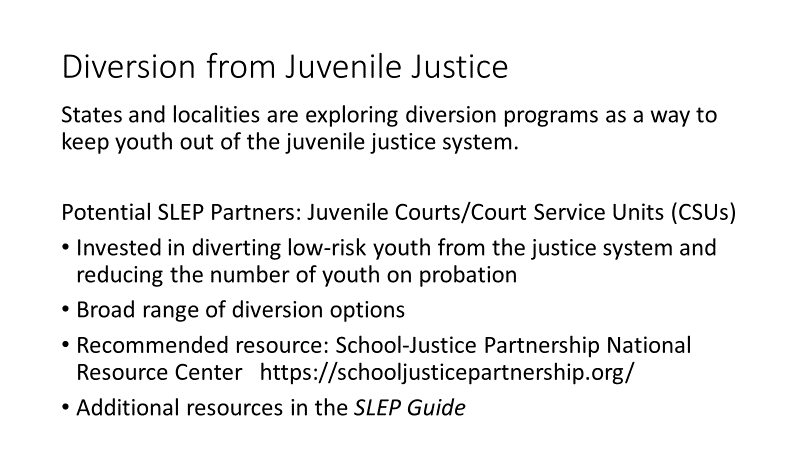 Diversion from Juvenile Justice
States and localities are exploring diversion programs as a way to
keep youth out of the juvenile justice system.
Potential SLEP Partners: Juvenile Courts/Court Service Units (CSUs)
• Invested in diverting low-risk youth from the justice system and
reducing the number of youth on probation
• Broad range of diversion options
• Recommended resource: School-Justice Partnership National
Resource Center https://schooljusticepartnership.org/
• Additional resources in the SLEP Guide